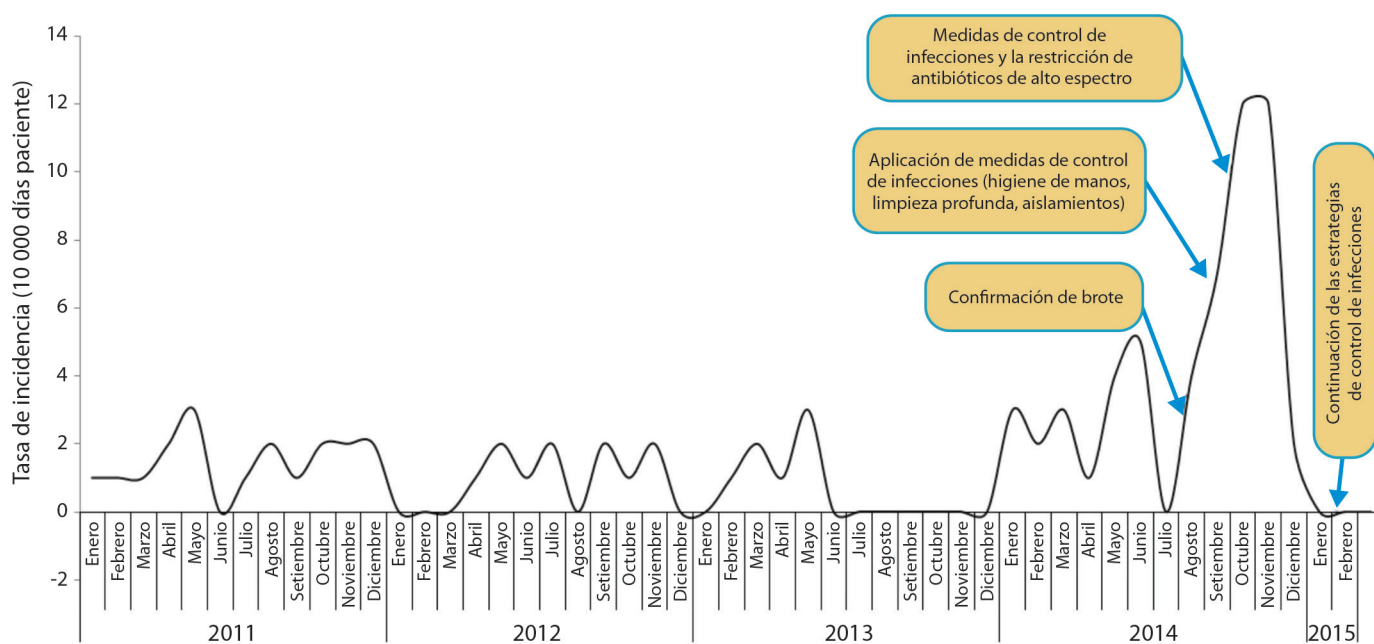 Tasa de incidencia (10 000 días paciente)
14
12
10
8
6
4
2
0
-2
Medidas de control de
infecciones y la restricción de
antibióticos de alto espectro
Aplicación de medidas de control
de infecciones (higiene de manos,
limpieza profunda, aislamientos)
Confirmación de brote
Continuación de las estrategias
de control de infecciones
Enero
Febrero
Marzo
Abril
Mayo
Junio
Julio
Agosto
Setiembre
Octubre
Noviembre
Diciembre
Enero
Febrero
Marzo
Abril
Mayo
Junio
Julio
Agosto
Setiembre
Octubre
Noviembre
Diciembre
Enero
Febrero
Marzo
Abril
Mayo
Junio
Julio
Agosto
Setiembre
Octubre
Noviembre
Diciembre
Enero
Febrero
Marzo
Abril
Mayo
Junio
Julio
Agosto
Setiembre
Octubre
Noviembre
Diciembre
Enero
Febrero
2011
2012
2013
2014
2015